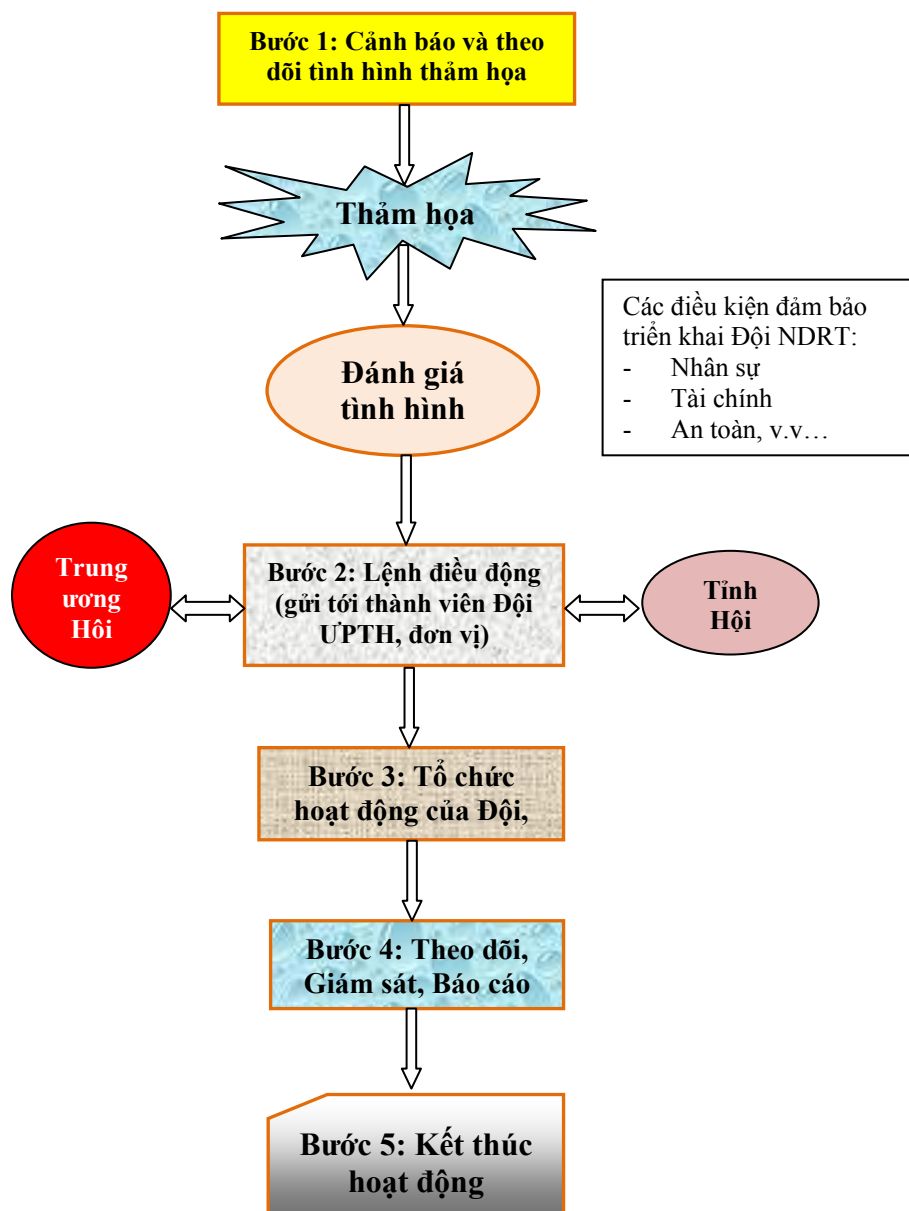 Bước 1: Cảnh báo và theo
dõi tình hình thảm họa
Thảm họa
Các điều kiện đảm bảo
triển khai Đội NDRT:
- Nhân sự
- Tài chính
- An toàn, v.v…
Đánh giá
tình hình
Trung
ương
Hôi
Bước 2: Lệnh điều động
(gửi tới thành viên Đội
ƯPTH, đơn vị)
Tỉnh
Hội
Bước 3: Tổ chức
hoạt động của Đội,
Bước 4: Theo dõi,
Giám sát, Báo cáo
Bước 5: Kết thúc
hoạt động